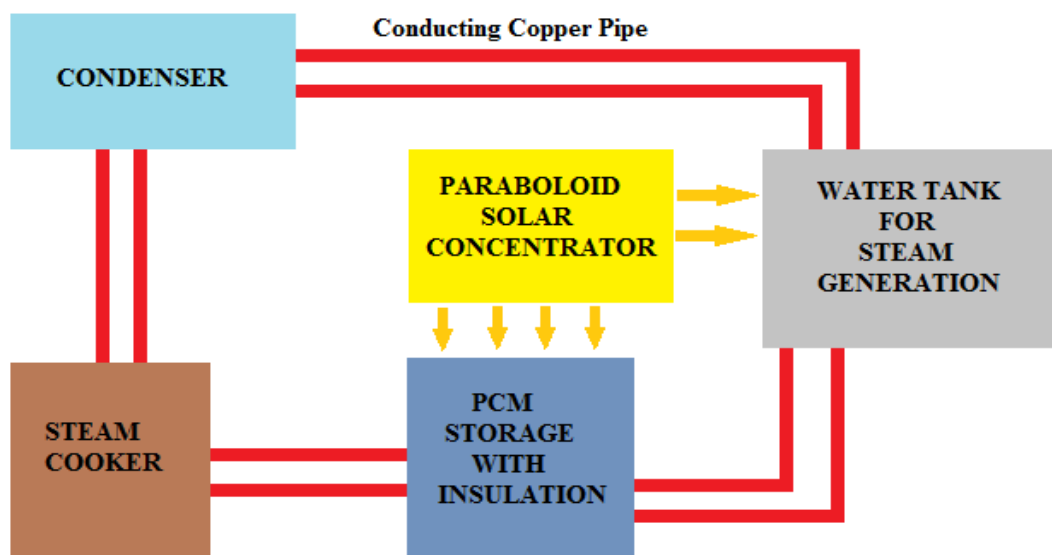 Conducting Copper Pipe
CONDENSER
PARABOLOID
SOLAR
CONCENTRATOR
WATER TANK
FOR
STEAM
GENERATION
STEAM
COOKER
PCM
STORAGE
WITH
INSULATION